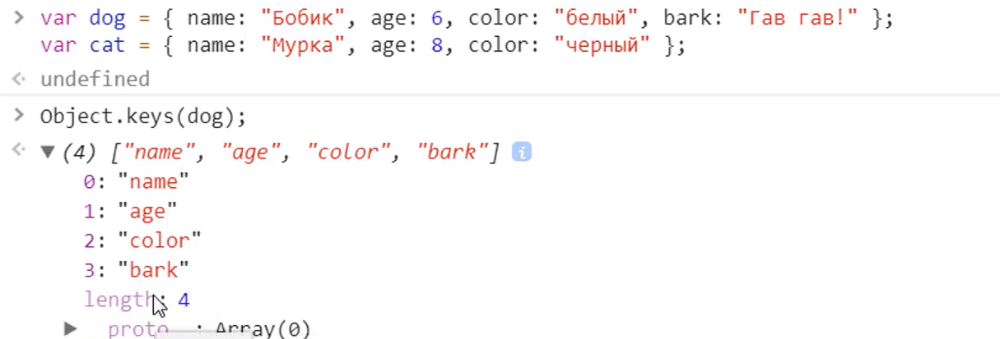 > var dog = { name: "Бобик", age: 6, color: "белый", bark: "Гав гав!" };
var cat = { name: "Мурка", age: 8, color: "черный" };
undefined
> Object.keys(dog);
▼ (4) ["name", "age", "color", "bark"] i
0: "name"
1: "age"
2: "color"
3: "bark"
length: 4
▶ __proto__: Array(0)